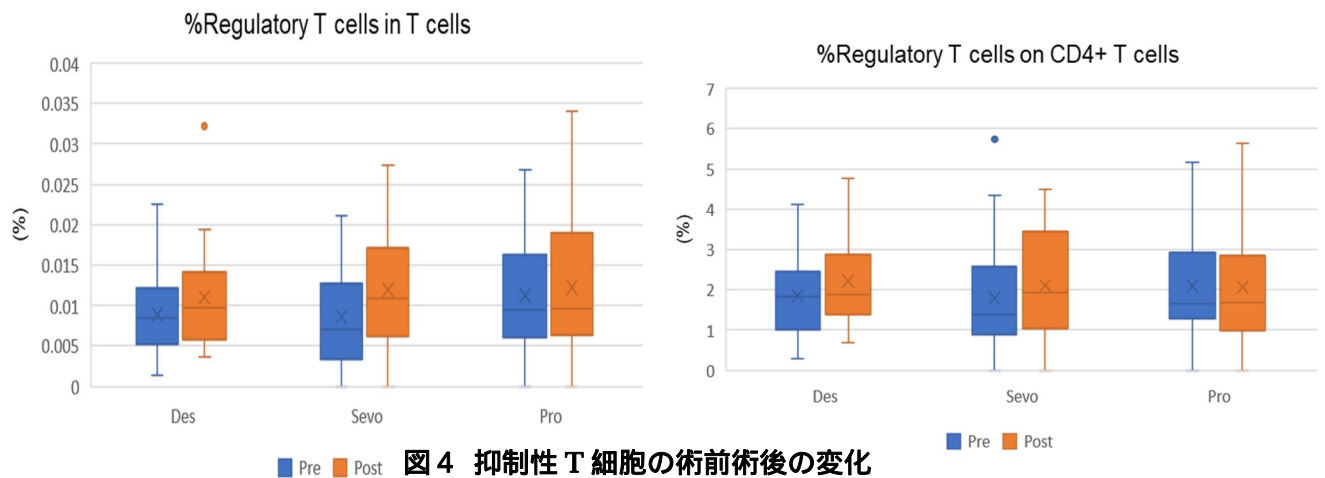 %Regulatory T cells in T cells
(%)
0.04
0.035
0.03
0.025
0.02
0.015
0.01
0.005
0
Des
Sevo
Pro
Pre
Post
%Regulatory T cells on CD4+ T cells
(%)
7
6
5
4
3
2
1
0
Des
Sevo
Pro
Pre
Post
図４ 抑制性 T 細胞の術前術後の変化